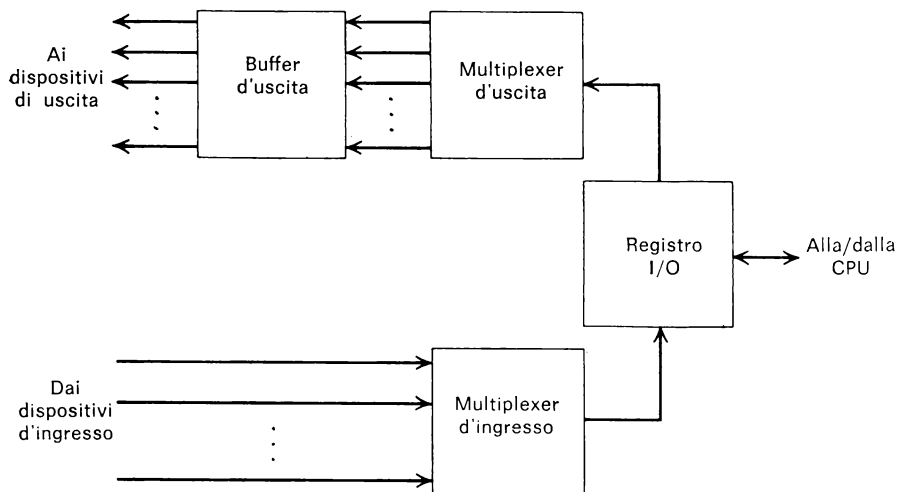 Ai
dispositivi
di uscita
Buffer
d'uscita
Multiplexer
d'uscita
Registro
I/O
Alla/dalla
CPU
Dai
dispositivi
d'ingresso
Multiplexer
d'ingresso